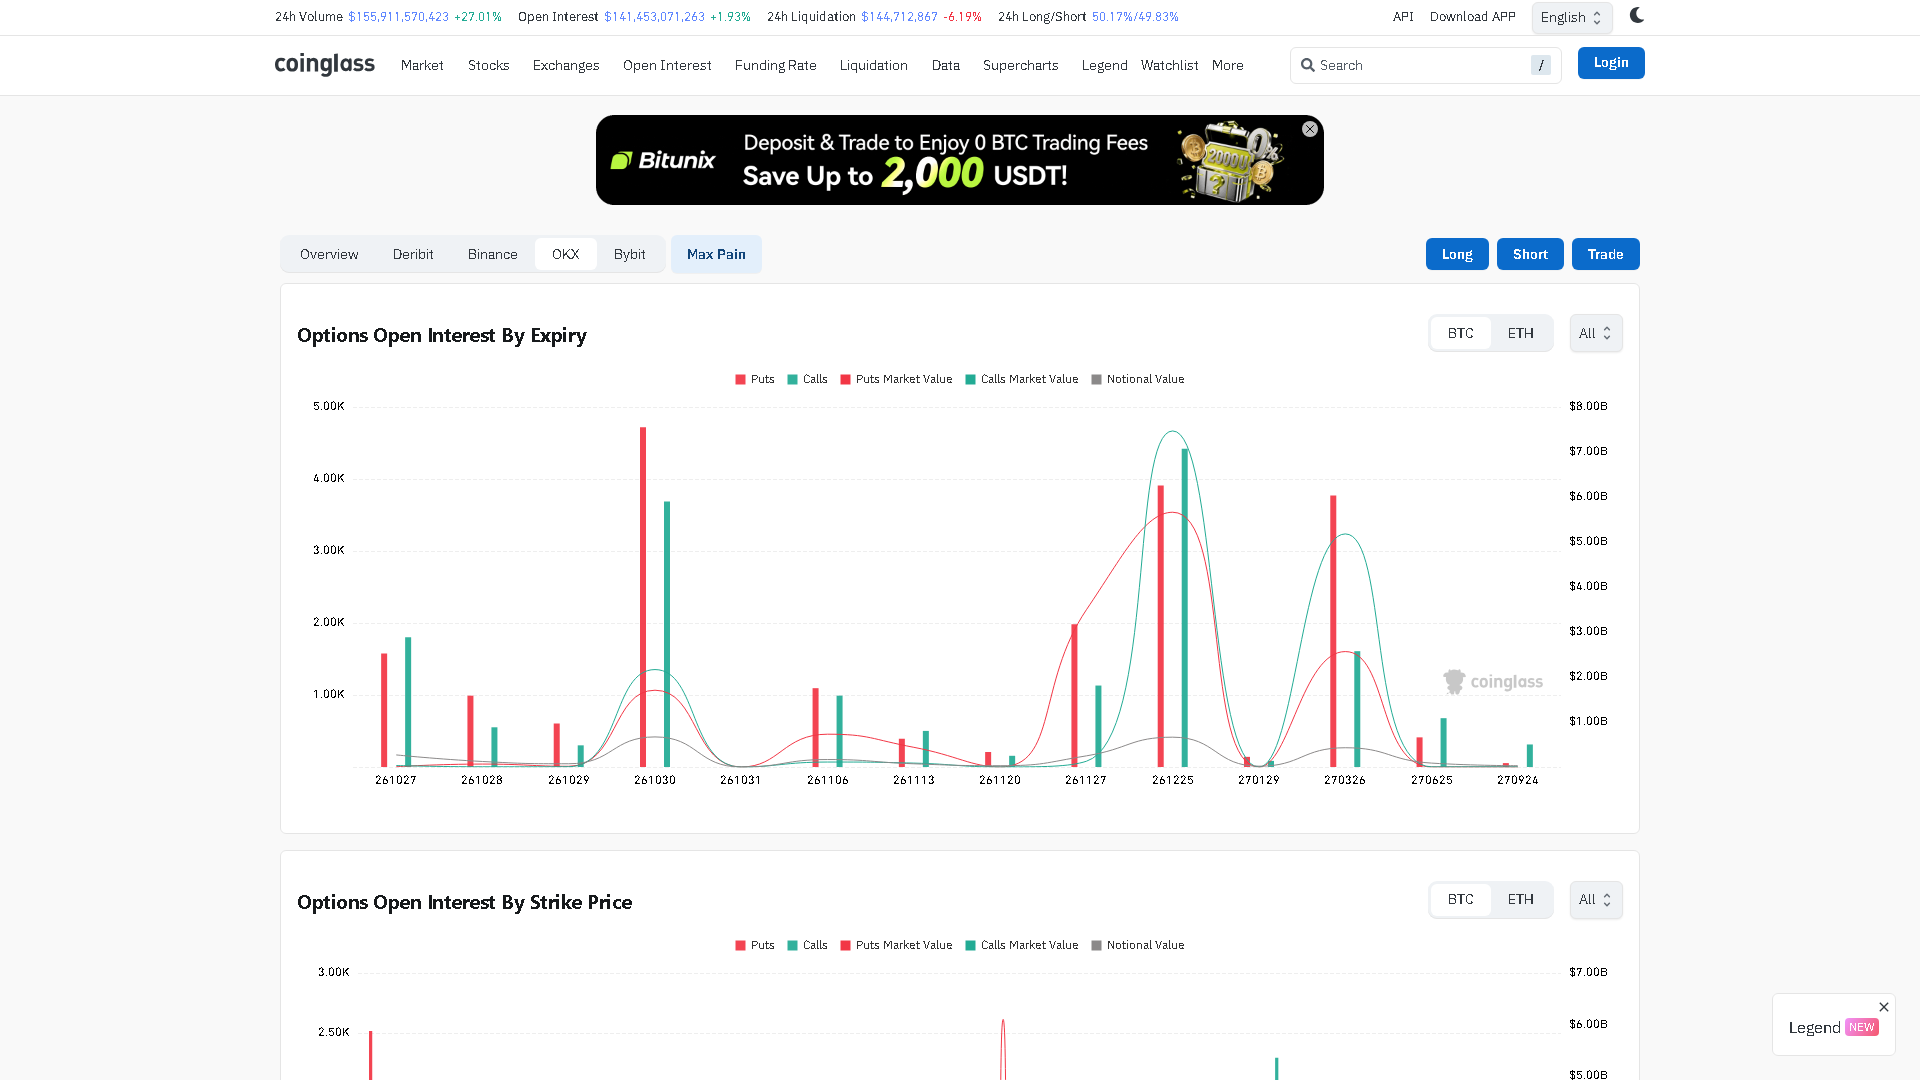 24h Volume $155,911,570,423 +27.01% Open Interest $141,453,071,263 +1.93% 24h Liquidation $144,712,867 -6.19% 24h Long/Short 50.17%/49.83% API Download APP English
coinglass Market Stocks Exchanges Open Interest Funding Rate Liquidation Data Supercharts Legend Watchlist More Search / Login
Bitunix
Deposit & Trade to Enjoy 0 BTC Trading Fees
Save Up to 2,000 USDT!
Overview Deribit Binance OKX Bybit Max Pain Long Short Trade
Options Open Interest By Expiry BTC ETH All
Puts Calls Puts Market Value Calls Market Value Notional Value
5.00K $8.00B
$7.00B
4.00K
$6.00B
3.00K $5.00B
$4.00B
2.00K $3.00B
$2.00B
coinglass
1.00K
$1.00B
261027 261028 261029 261030 261031 261106 261113 261120 261127 261225 270129 270326 270625 270924
Options Open Interest By Strike Price BTC ETH All
Puts Calls Puts Market Value Calls Market Value Notional Value
3.00K $7.00B
2.50K $6.00B
$5.00B
Legend NEW